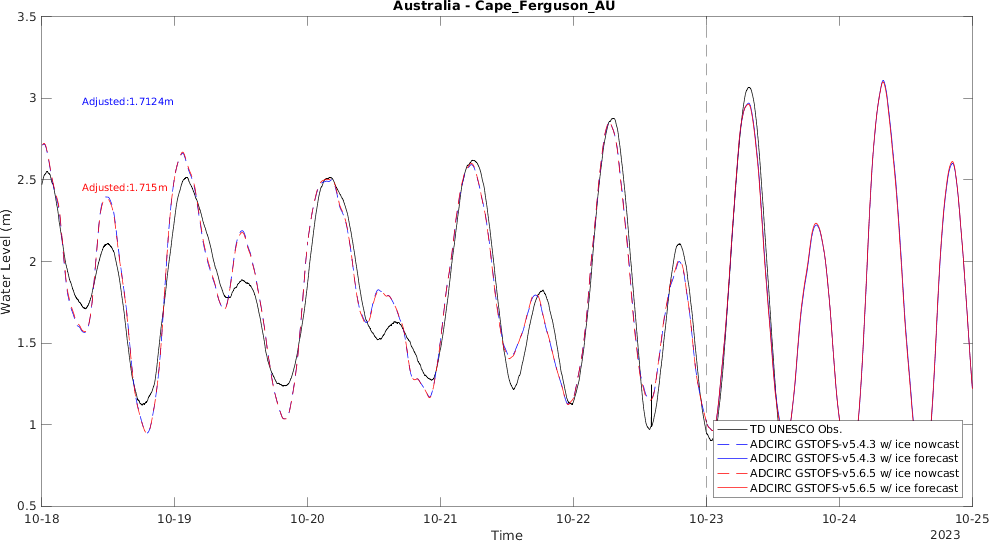 Australia - Cape_Ferguson_AU
3.5
3
2.5
2
1.5
1
0.5
Water Level (m)
Adjusted:1.7124m
Adjusted:1.715m
TD UNESCO Obs.
ADCIRC GSTOFS-v5.4.3 w/ ice nowcast
ADCIRC GSTOFS-v5.4.3 w/ ice forecast
ADCIRC GSTOFS-v5.6.5 w/ ice nowcast
ADCIRC GSTOFS-v5.6.5 w/ ice forecast
10-18 10-19 10-20 10-21 10-22 10-23 10-24 10-25
Time
2023